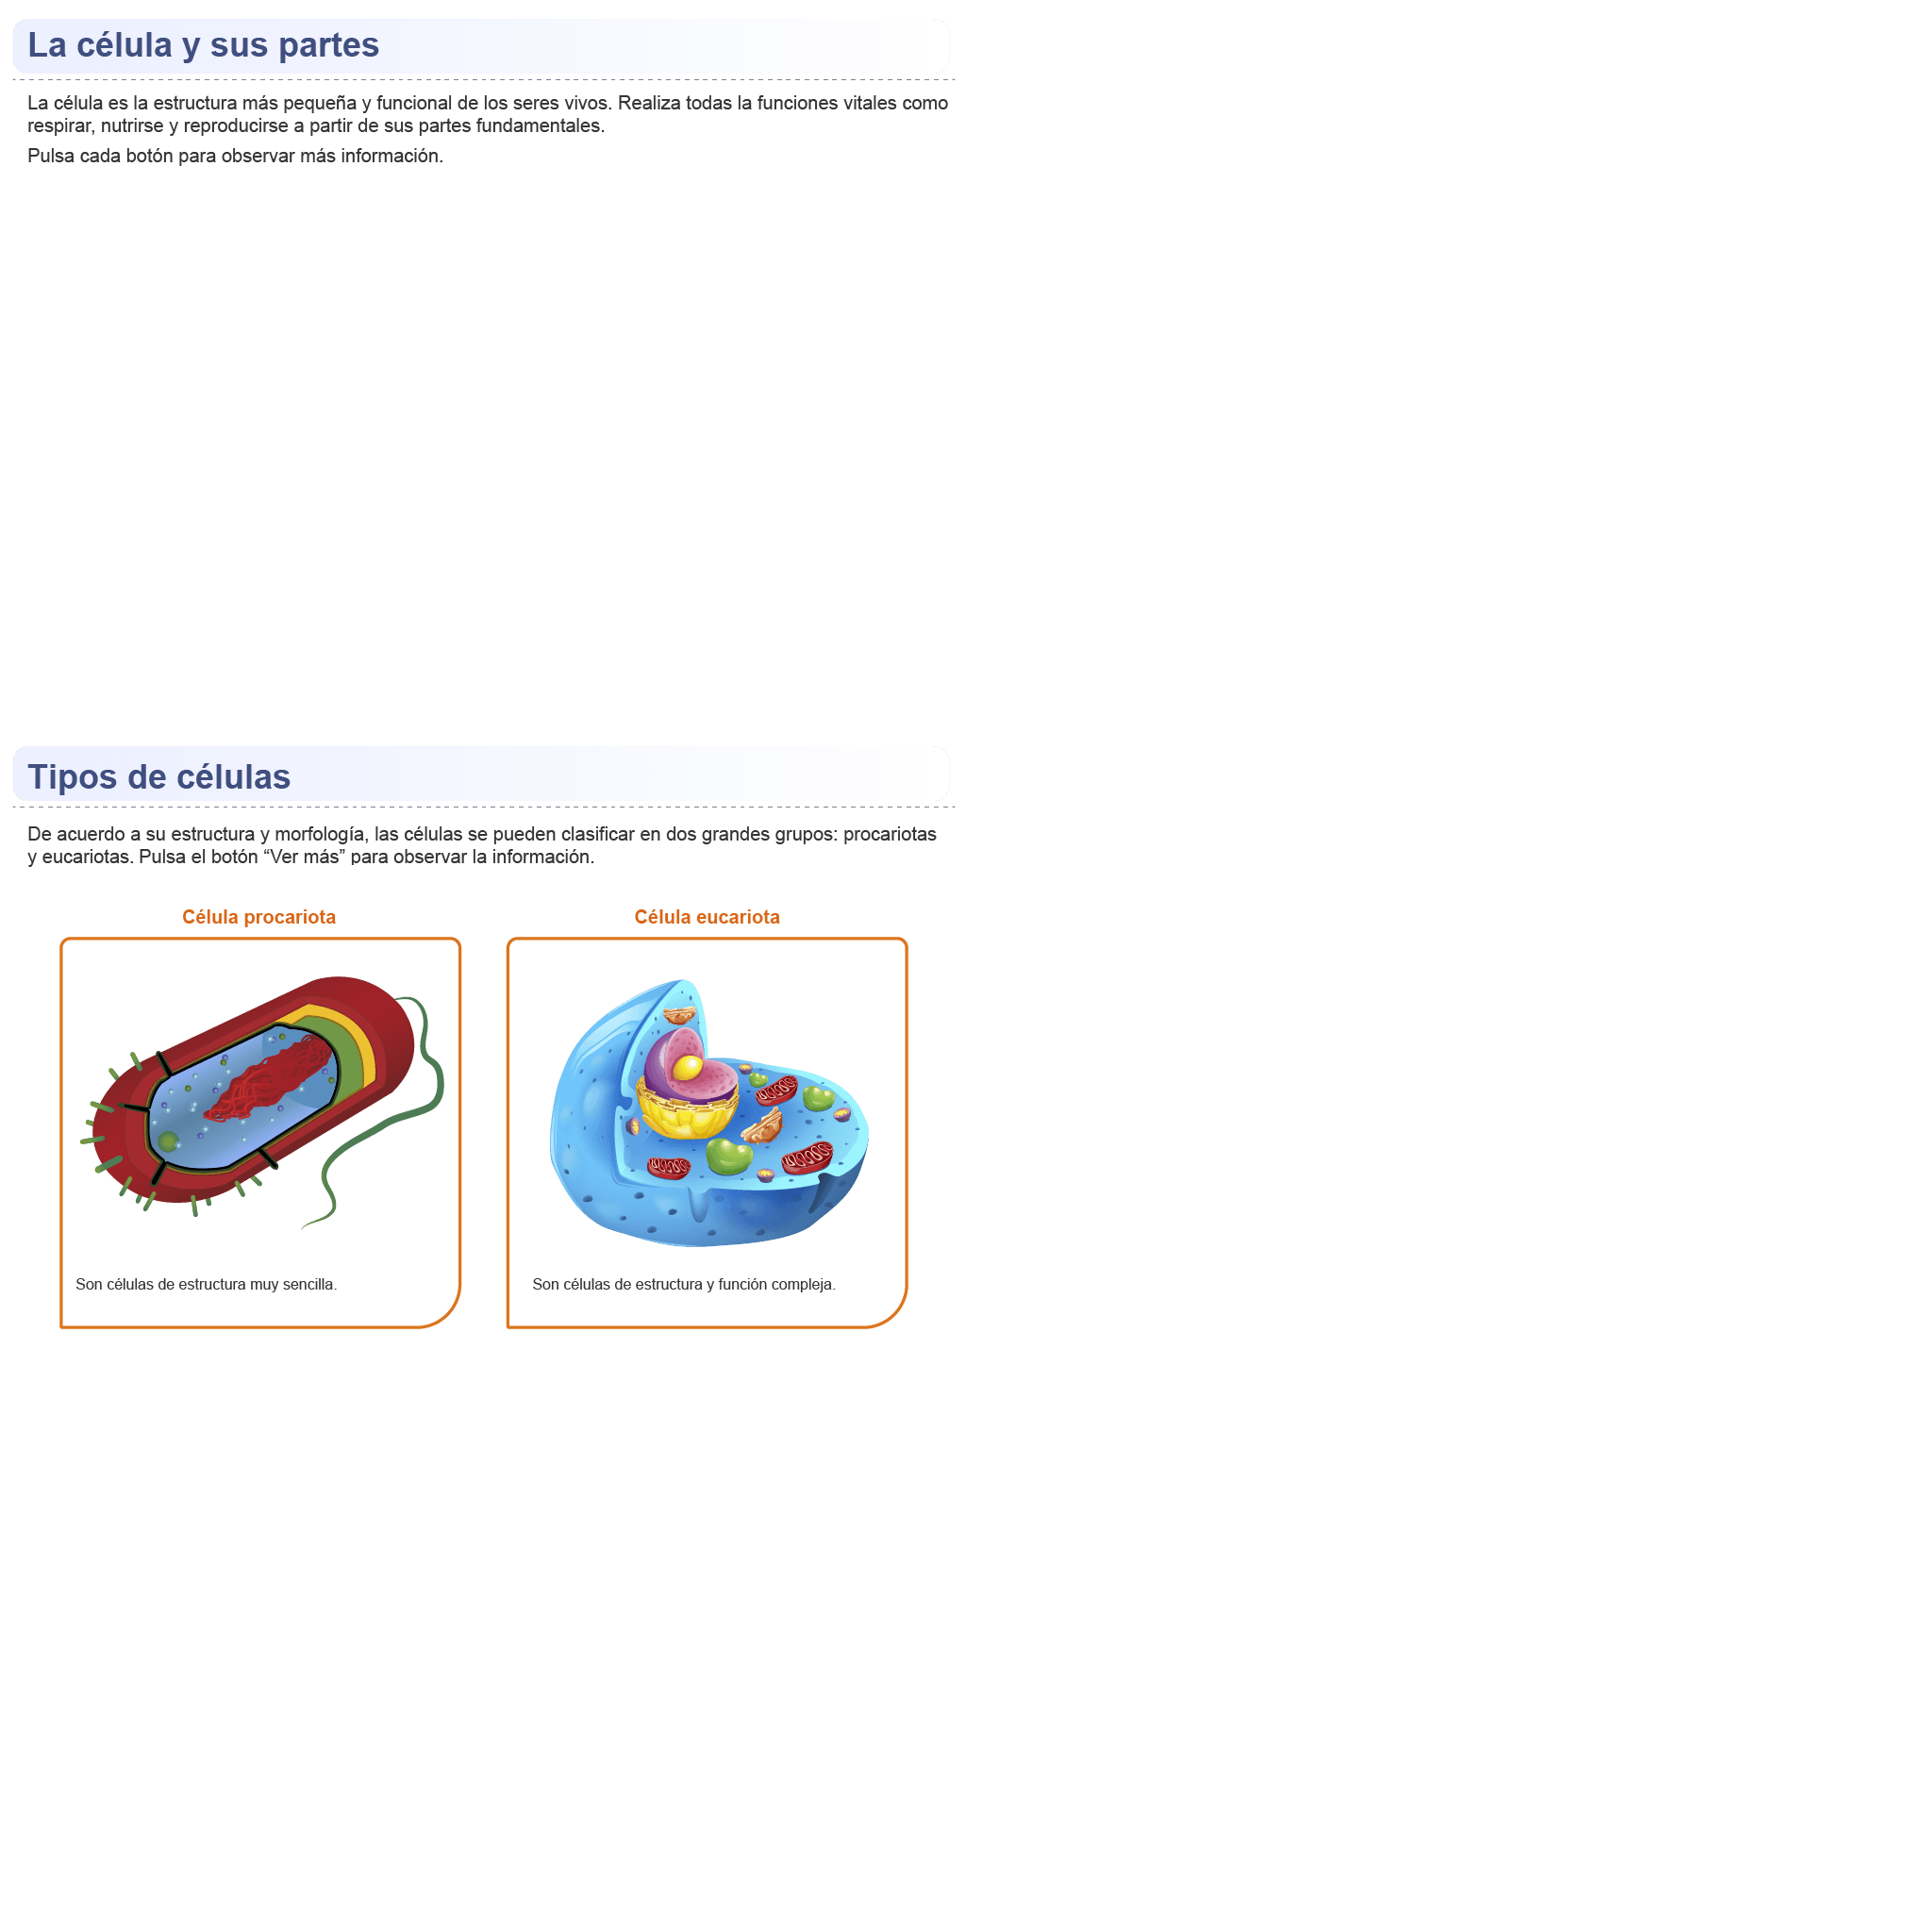 La célula y sus partes
La célula es la estructura más pequeña y funcional de los seres vivos. Realiza todas la funciones vitales como
respirar, nutrirse y reproducirse a partir de sus partes fundamentales.
Pulsa cada botón para observar más información.
Tipos de células
De acuerdo a su estructura y morfología, las células se pueden clasificar en dos grandes grupos: procariotas
y eucariotas. Pulsa el botón “Ver más” para observar la información.
Célula procariota
Son células de estructura muy sencilla.
Célula eucariota
Son células de estructura y función compleja.